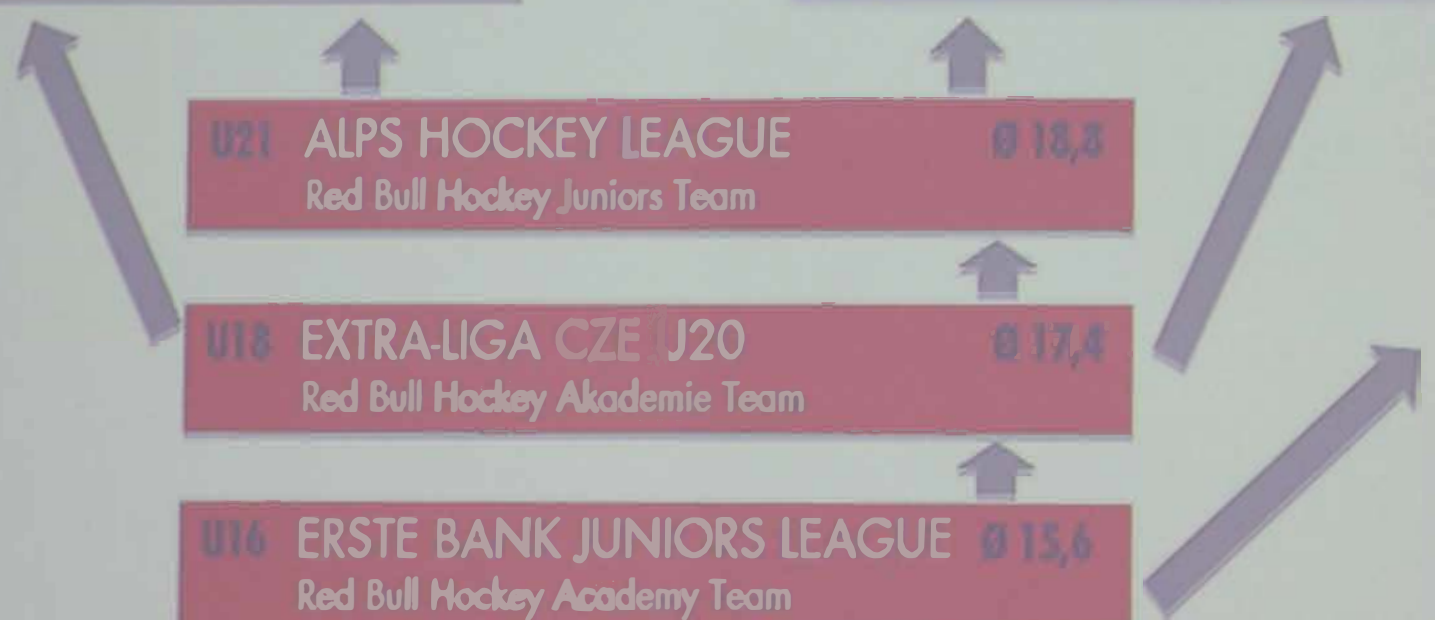 U21 ALPS HOCKEY LEAGUE Ø 18,8
Red Bull Hockey Juniors Team
U18 EXTRA-LIGA CZE U20 Ø 17,4
Red Bull Hockey Akademie Team
U16 ERSTE BANK JUNIORS LEAGUE Ø 15,6
Red Bull Hockey Academy Team